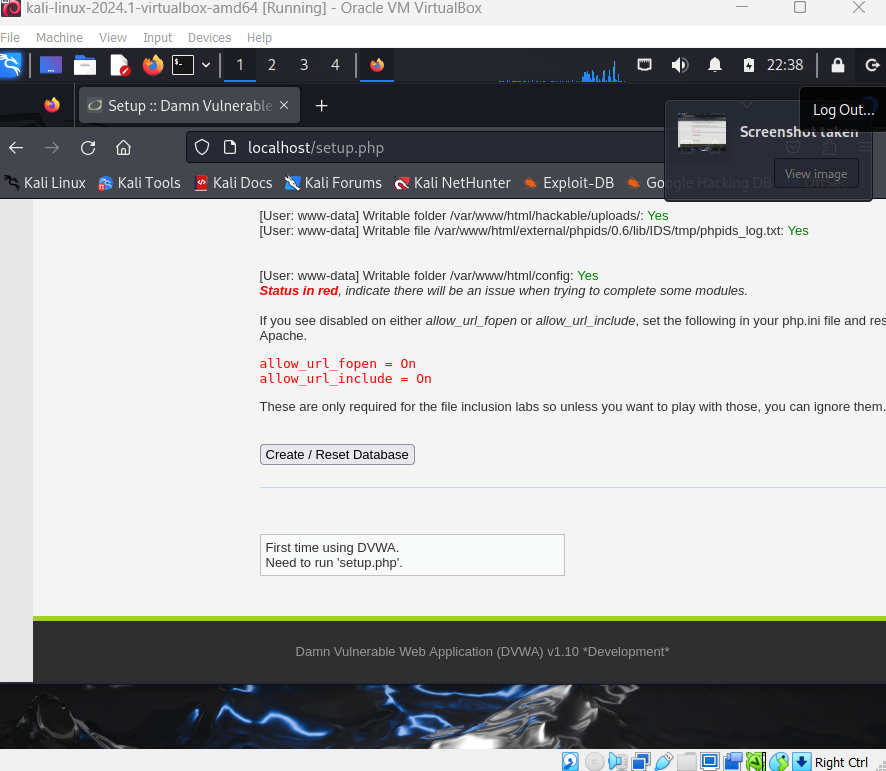 kali-linux-2024.1-virtualbox-amd64 [Running] - Oracle VM VirtualBox
File Machine View Input Devices Help
1 2 3 4 22:38
Setup :: Damn Vulnerable
Log Out...
Screenshot taken
localhost/setup.php
View image
Kali Linux Kali Tools Kali Docs Kali Forums Kali NetHunter Exploit-DB Google Hacking DB OffSec
[User: www-data] Writable folder /var/www/html/hackable/uploads/: Yes
[User: www-data] Writable file /var/www/html/external/phpids/0.6/lib/IDS/tmp/phpids_log.txt: Yes
[User: www-data] Writable folder /var/www/html/config: Yes
Status in red, indicate there will be an issue when trying to complete some modules.
If you see disabled on either allow_url_fopen or allow_url_include, set the following in your php.ini file and res
Apache.
allow_url_fopen = On
allow_url_include = On
These are only required for the file inclusion labs so unless you want to play with those, you can ignore them.
Create / Reset Database
First time using DVWA.
Need to run 'setup.php'.
Damn Vulnerable Web Application (DVWA) v1.10 *Development*
Right Ctrl